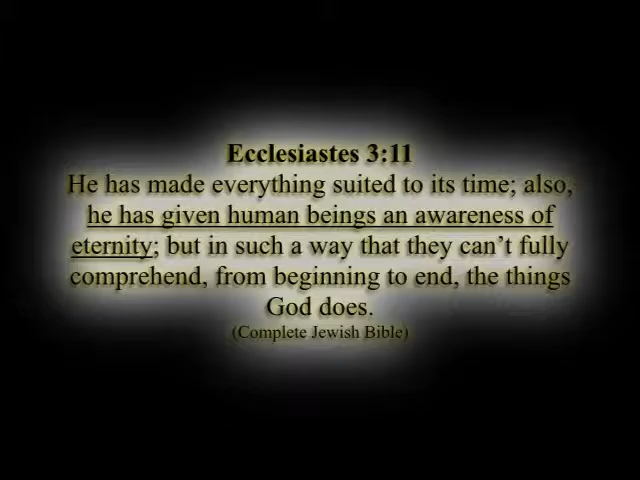 Ecclesiastes 3:11
He has made everything suited to its time; also,
he has given human beings an awareness of
eternity; but in such a way that they can’t fully
comprehend, from beginning to end, the things
God does.
(Complete Jewish Bible)